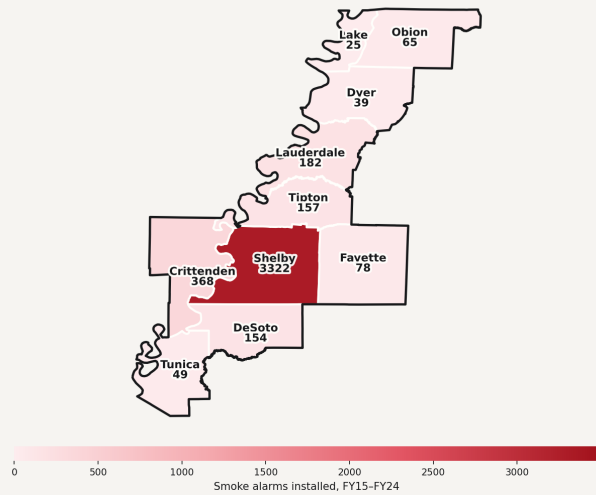 Lake
25
Obion
65
Dyer
39
Lauderdale
182
Tipton
157
Shelby
3322
Fayette
78
Crittenden
368
DeSoto
154
Tunica
49
0 500 1000 1500 2000 2500 3000
Smoke alarms installed, FY15–FY24